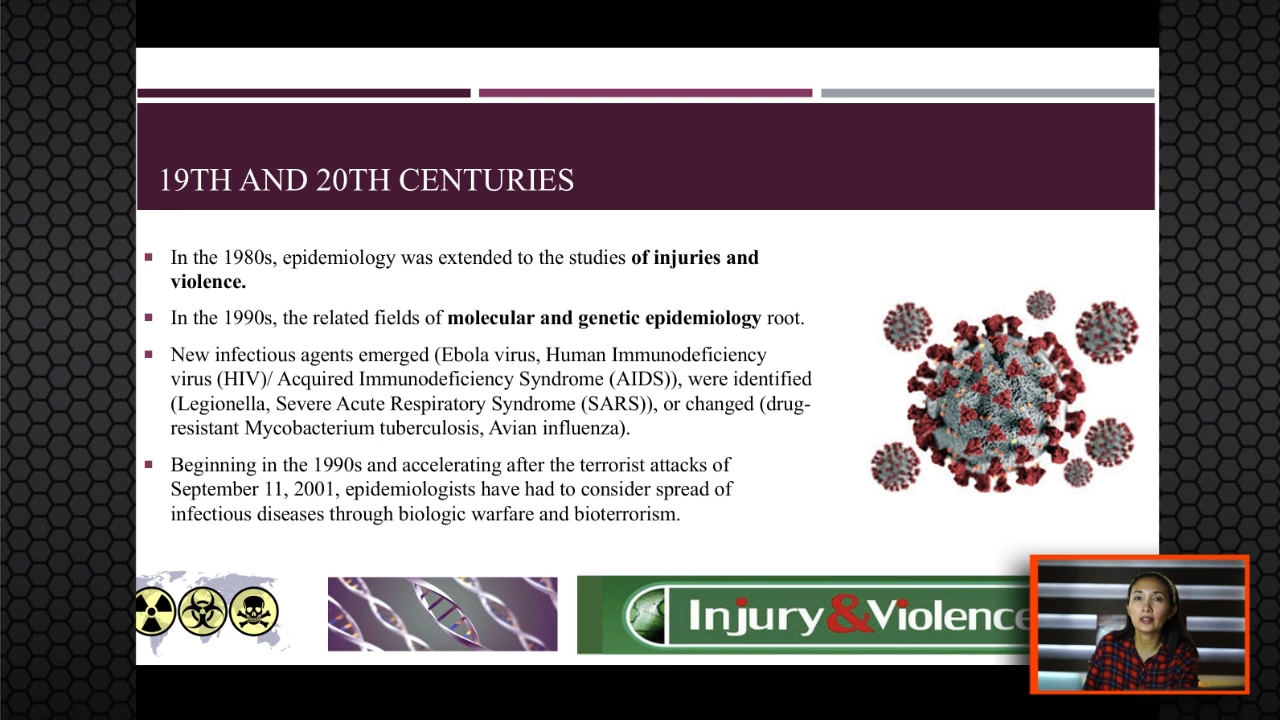 19TH AND 20TH CENTURIES
In the 1980s, epidemiology was extended to the studies of injuries and
violence.
In the 1990s, the related fields of molecular and genetic epidemiology root.
New infectious agents emerged (Ebola virus, Human Immunodeficiency
virus (HIV)/ Acquired Immunodeficiency Syndrome (AIDS)), were identified
(Legionella, Severe Acute Respiratory Syndrome (SARS)), or changed (drug-
resistant Mycobacterium tuberculosis, Avian influenza).
Beginning in the 1990s and accelerating after the terrorist attacks of
September 11, 2001, epidemiologists have had to consider spread of
infectious diseases through biologic warfare and bioterrorism.
Injury&Violence